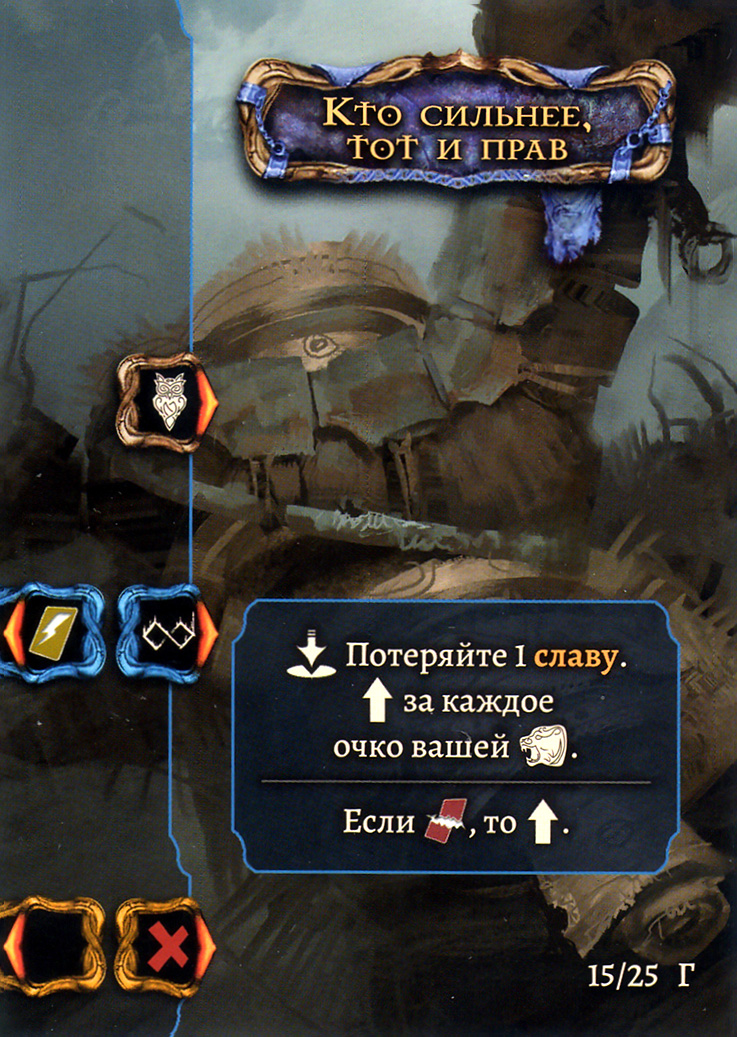 Кто сильнее,
тот и прав
Потеряйте 1 славу.
за каждое
очко вашей .
Если , то .
15/25 Г